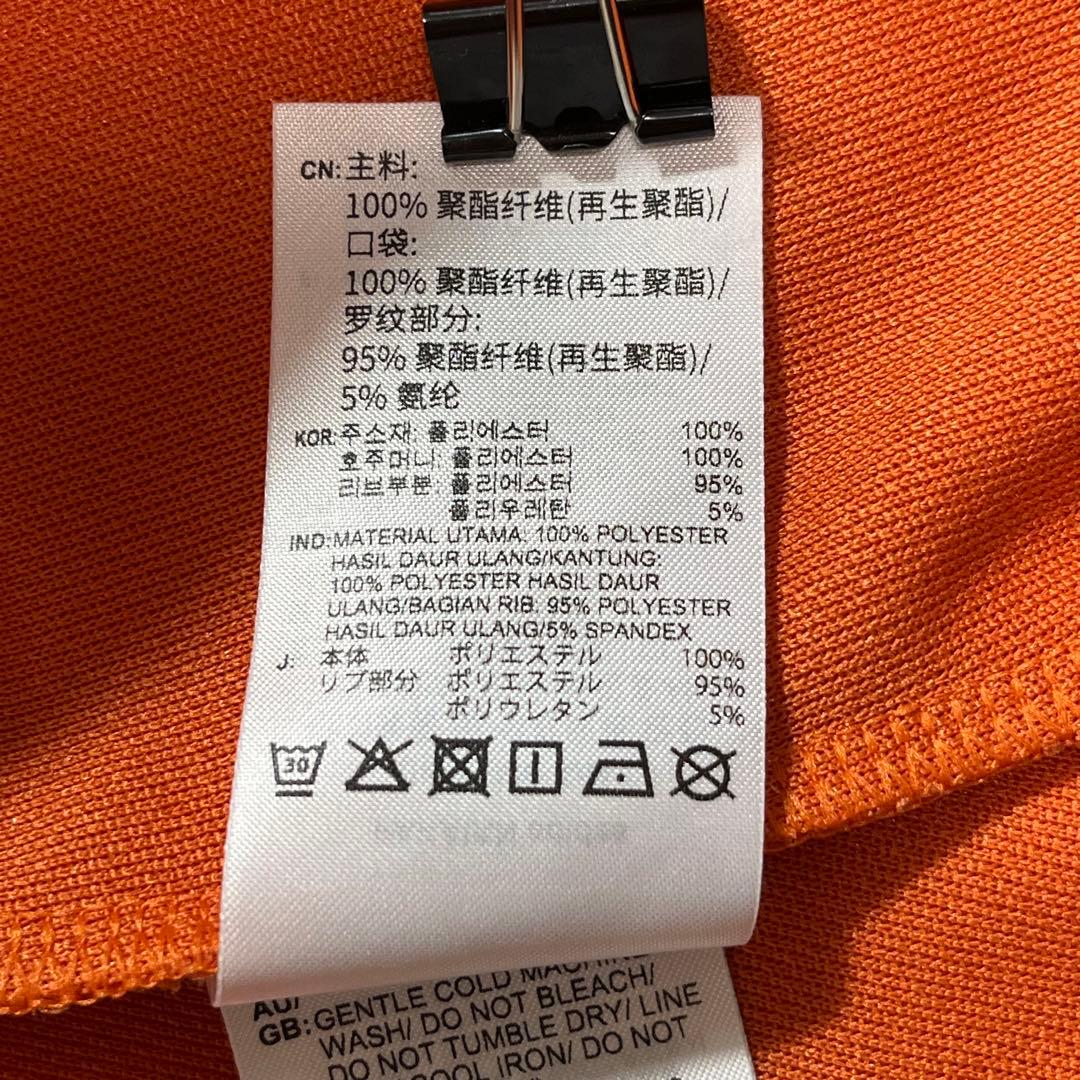 CN: 主料:
100% 聚酯纤维(再生聚酯)/
口袋:
100% 聚酯纤维(再生聚酯)/
罗纹部分:
95% 聚酯纤维(再生聚酯)/
5% 氨纶
KOR: 주소재: 폴리에스터 100%
호주머니: 폴리에스터 100%
리브부분: 폴리에스터 95%
폴리우레탄 5%
IND: MATERIAL UTAMA: 100% POLYESTER
HASIL DAUR ULANG/KANTUNG:
100% POLYESTER HASIL DAUR
ULANG/BAGIAN RIB: 95% POLYESTER
HASIL DAUR ULANG/5% SPANDEX
J: 本体 ポリエステル 100%
リブ部分 ポリエステル 95%
ポリウレタン 5%
30
AU/
GB: GENTLE COLD MACHINE
WASH/ DO NOT BLEACH/
DO NOT TUMBLE DRY/ LINE
COOL IRON/ DO NOT